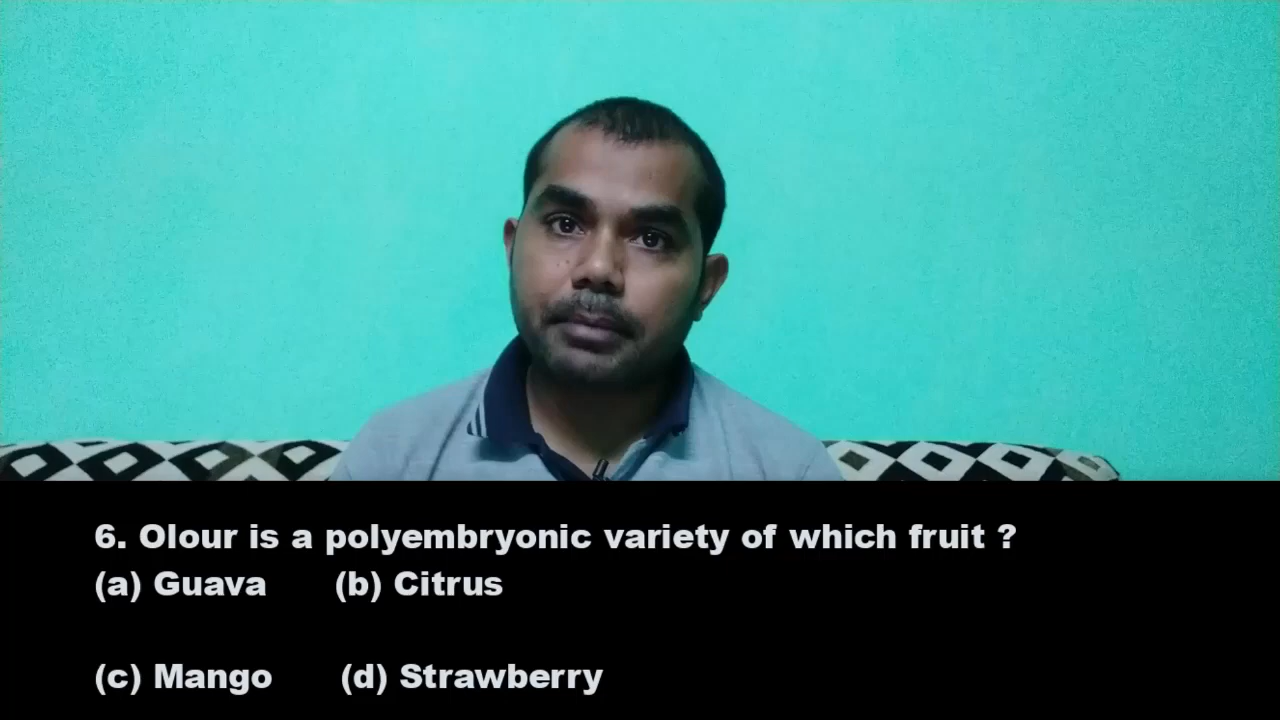 6. Olour is a polyembryonic variety of which fruit ?
(a) Guava (b) Citrus
(c) Mango (d) Strawberry